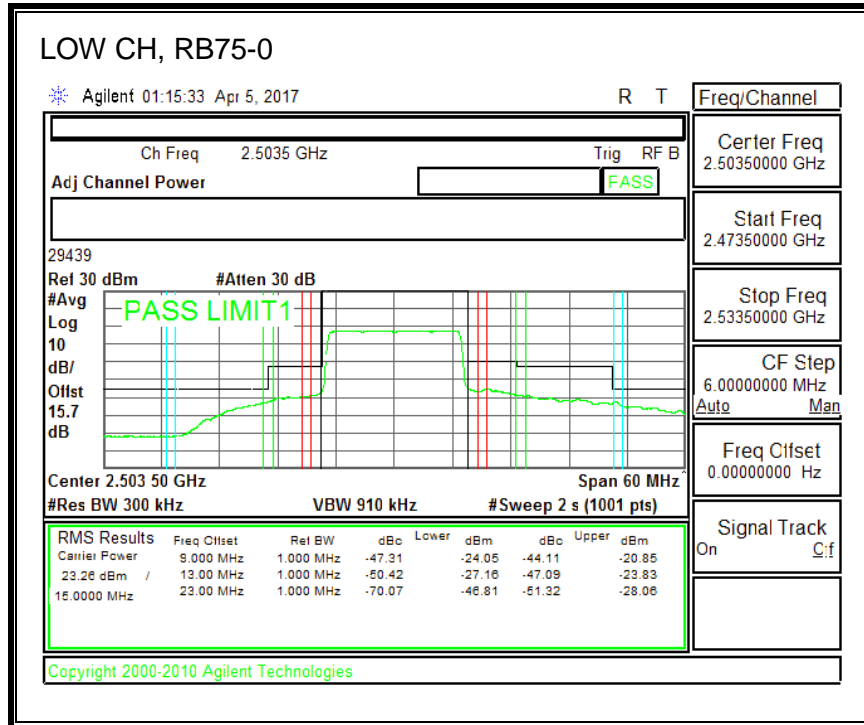 LOW CH, RB75-0
Agilent 01:15:33 Apr 5, 2017 R T
Ch Freq 2.5035 GHz Trig RF B
Adj Channel Power PASS
29439
Ref 30 dBm #Atten 30 dB
#Avg
Log
10
dB/
Offst
15.7
dB
PASS LIMIT1
Center 2.503 50 GHz Span 60 MHz
#Res BW 300 kHz VBW 910 kHz #Sweep 2 s (1001 pts)
RMS Results Freq Offset Ref BW dBc Lower dBm dBc Upper dBm
Carrier Power 9.000 MHz 1.000 MHz -47.31 -24.05 -44.11 -20.85
23.26 dBm / 13.00 MHz 1.000 MHz -50.42 -27.16 -47.09 -23.83
15.0000 MHz 23.00 MHz 1.000 MHz -70.07 -46.81 -51.32 -28.06
Copyright 2000-2010 Agilent Technologies
Freq/Channel
Center Freq
2.50350000 GHz
Start Freq
2.47350000 GHz
Stop Freq
2.53350000 GHz
CF Step
6.00000000 MHz
Auto Man
Freq Offset
0.00000000 Hz
Signal Track
On Off